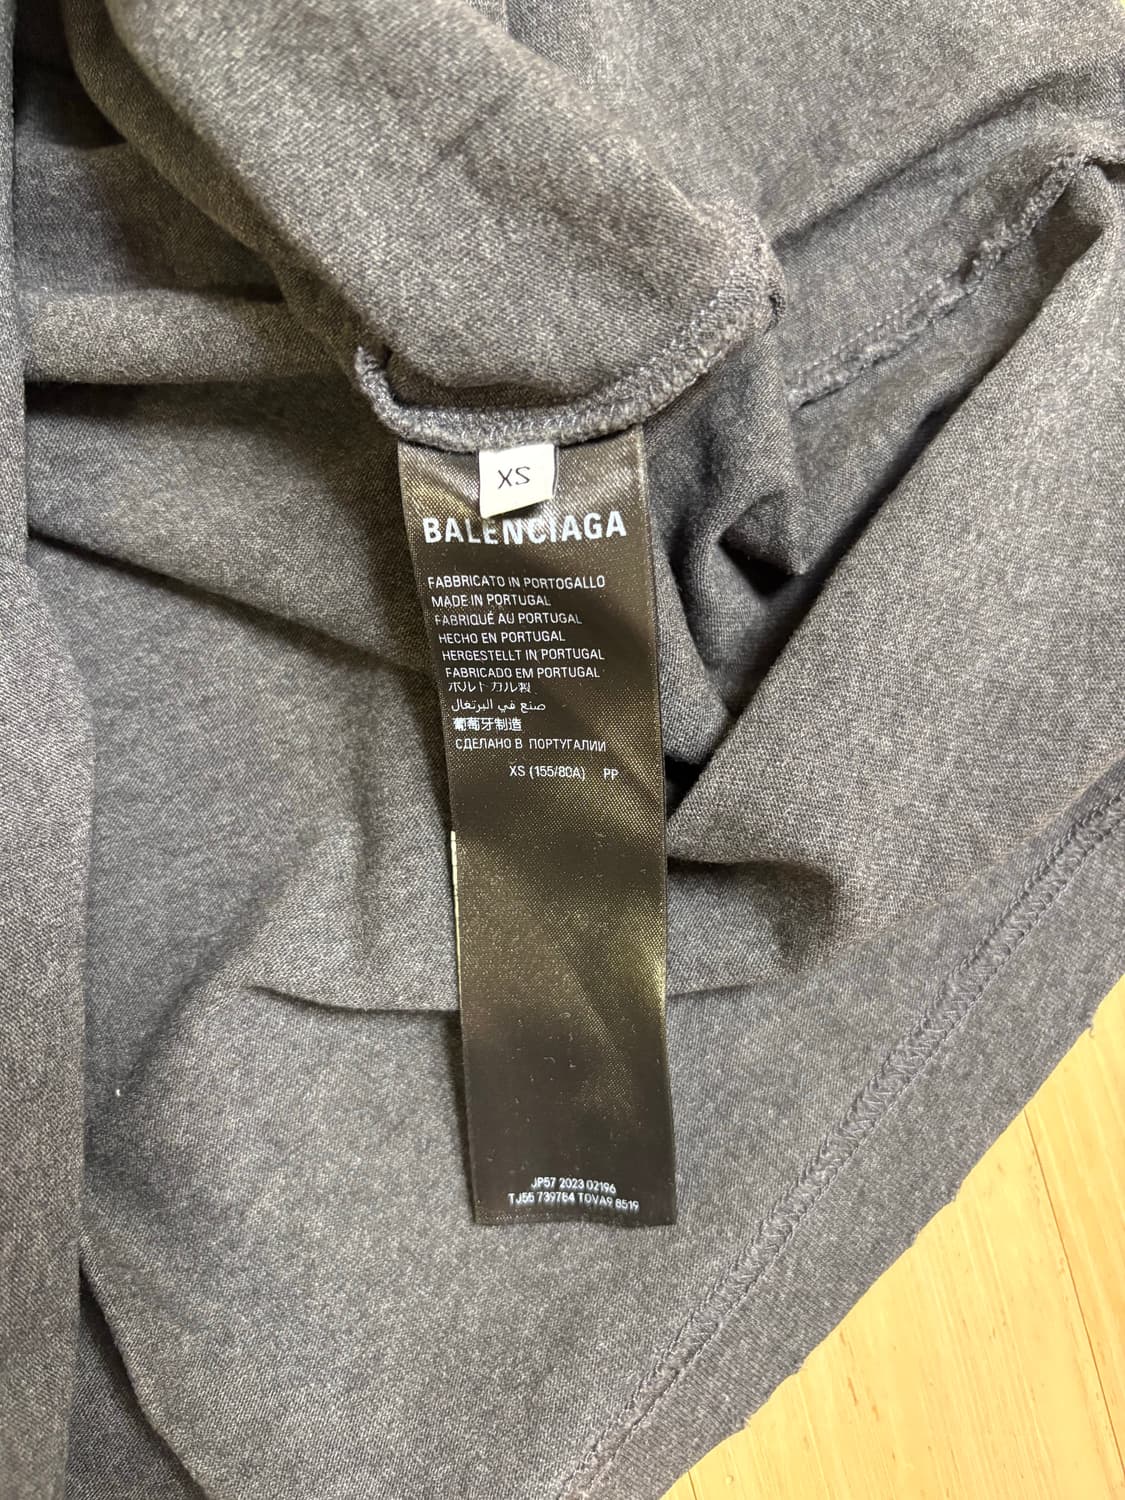 XS
BALENCIAGA
FABBRICATO IN PORTOGALLO
MADE IN PORTUGAL
FABRIQUÉ AU PORTUGAL
HECHO EN PORTUGAL
HERGESTELLT IN PORTUGAL
FABRICADO EM PORTUGAL
ポルトガル製
صنع في البرتغال
葡萄牙制造
СДЕЛАНО В ПОРТУГАЛИИ
XS (155/80A) PP
JP57 2023 02196
TJ55 739784 TOVA9 8519